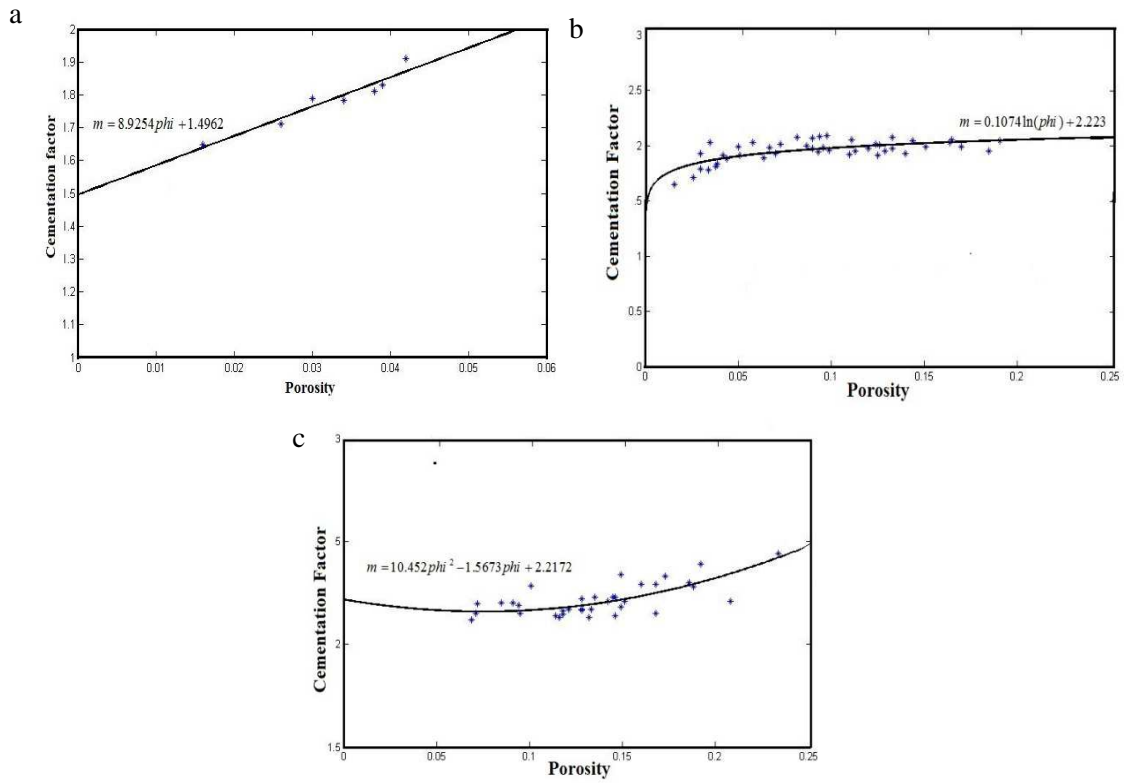 a
2
1.9
1.8
1.7
1.6
1.5
1.4
1.3
1.2
1.1
1
Cementation factor
m = 8.9254phi + 1.4962
0 0.01 0.02 0.03 0.04 0.05 0.06
Porosity
b
3
2.5
2
.5
1
0.5
0
Cementation Factor
m = 0.1074ln(phi) + 2.223
0 0.05 0.1 0.15 0.2 0.25
Porosity
c
3
5
2
1.5
Cementation Factor
m = 10.452phi² − 1.5673phi + 2.2172
0 0.05 0.1 0.15 0.2 0.25
Porosity